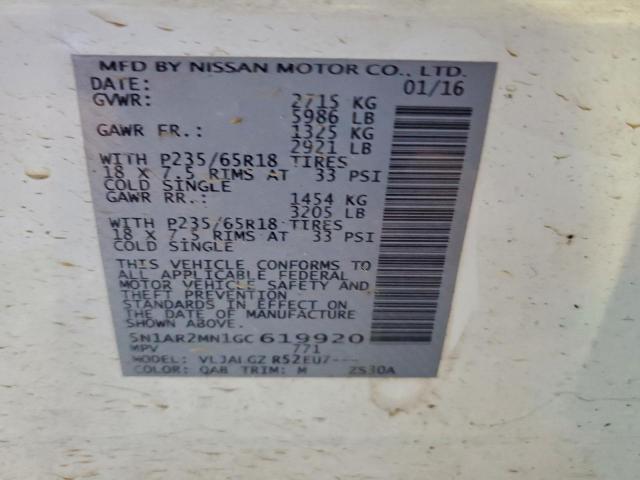 MFD BY NISSAN MOTOR CO., LTD.
DATE: 01/16
GVWR: 2715 KG
5986 LB
GAWR FR.: 1325 KG
2921 LB
WITH P235/65R18 TIRES
18 X 7.5 RIMS AT 33 PSI
COLD SINGLE
GAWR RR.: 1454 KG
3205 LB
WITH P235/65R18 TIRES
18 X 7.5 RIMS AT 33 PSI
COLD SINGLE
THIS VEHICLE CONFORMS TO
ALL APPLICABLE FEDERAL
MOTOR VEHICLE SAFETY AND
THEFT PREVENTION
STANDARDS IN EFFECT ON
THE DATE OF MANUFACTURE
SHOWN ABOVE.
5N1AR2MN1GC619920
MPV 771
MODEL: VLJALGZ R52EU7---
COLOR: QAB TRIM: M ZS30A